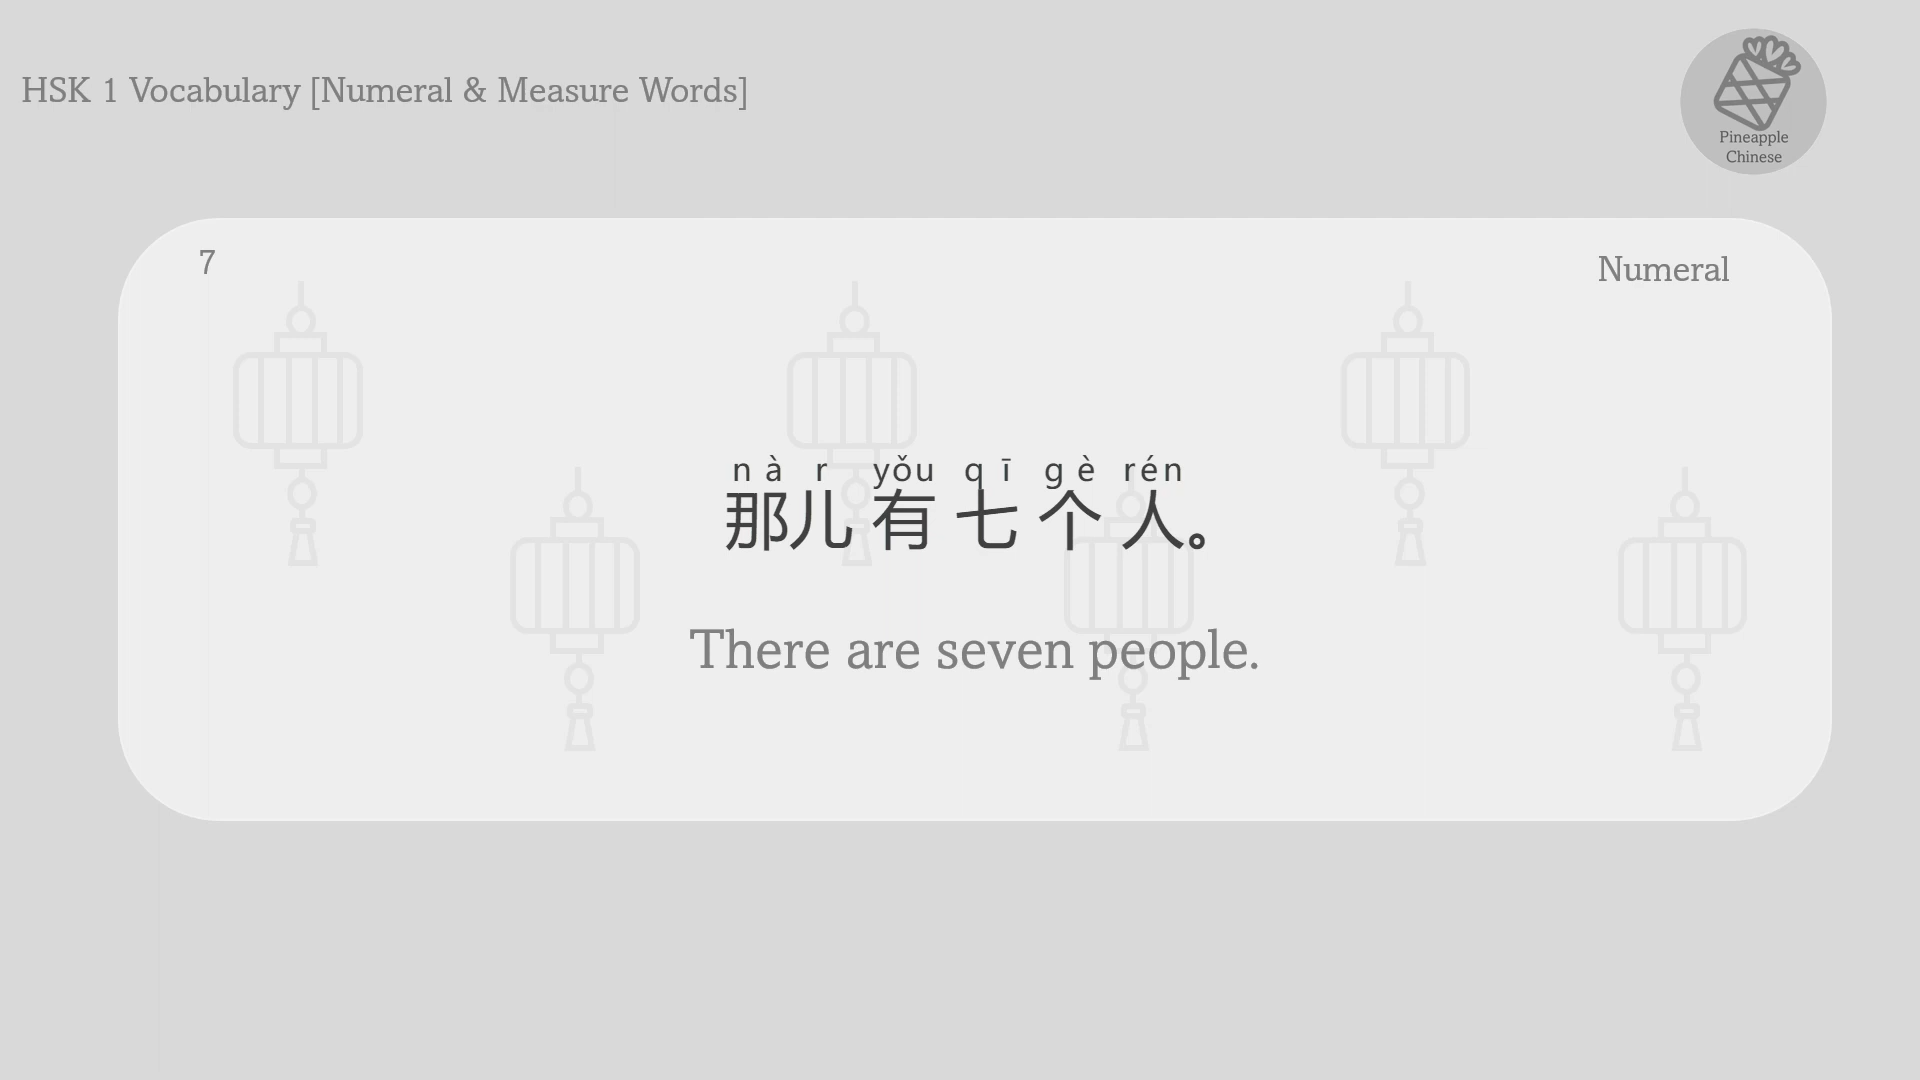 HSK 1 Vocabulary [Numeral & Measure Words]
Pineapple
Chinese
7
Numeral
nà r yǒu qī gè rén
那儿 有 七 个 人。
There are seven people.